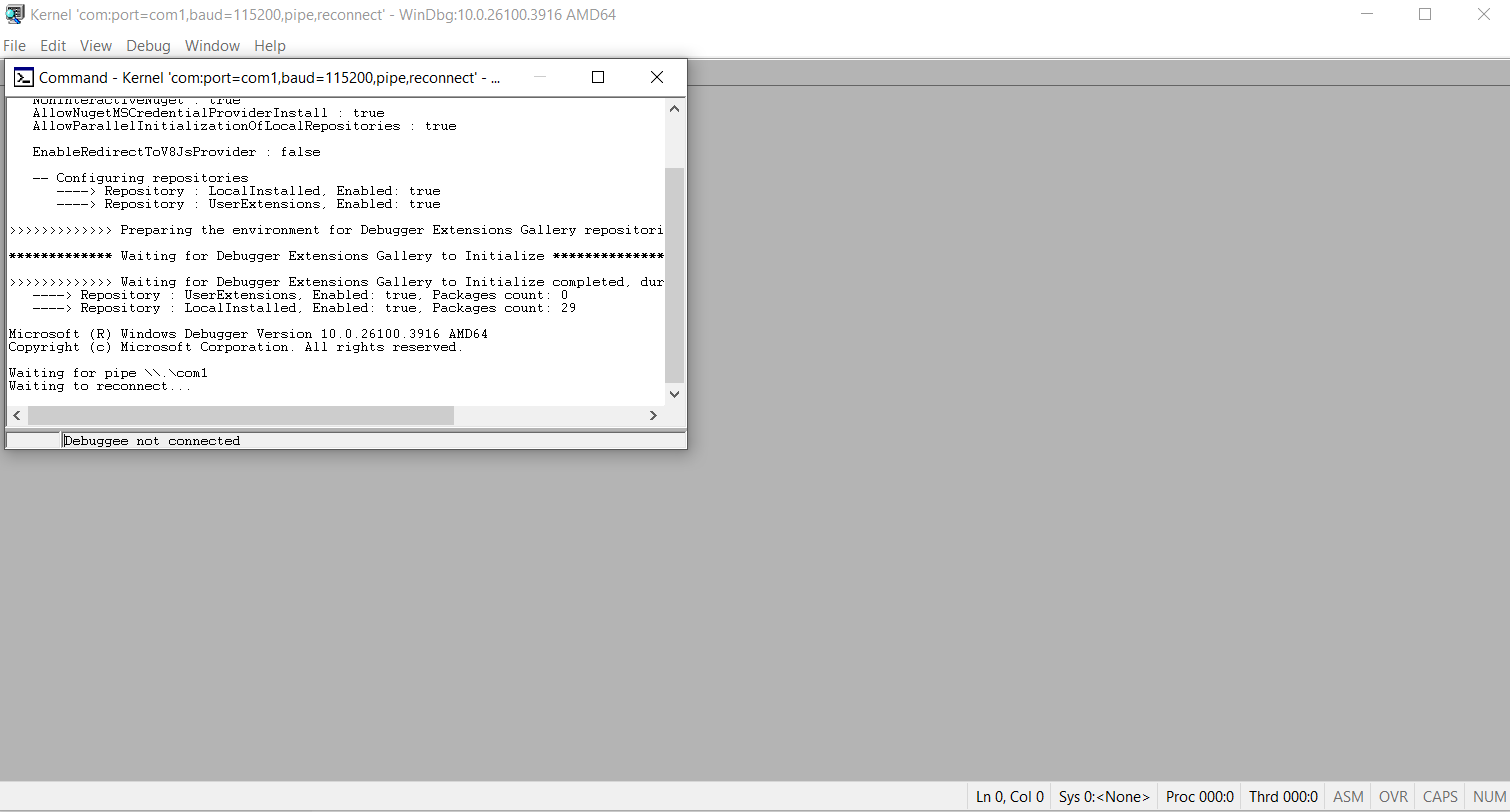 Kernel 'com:port=com1,baud=115200,pipe,reconnect' - WinDbg:10.0.26100.3916 AMD64
File Edit View Debug Window Help
Command - Kernel 'com:port=com1,baud=115200,pipe,reconnect' - ...
NonInteractiveNuget : true
AllowNugetMSCredentialProviderInstall : true
AllowParallelInitializationOfLocalRepositories : true
EnableRedirectToV8JsProvider : false
-- Configuring repositories
----> Repository : LocalInstalled, Enabled: true
----> Repository : UserExtensions, Enabled: true
>>>>>>>>>>>>> Preparing the environment for Debugger Extensions Gallery repositori
************* Waiting for Debugger Extensions Gallery to Initialize **************
>>>>>>>>>>>>> Waiting for Debugger Extensions Gallery to Initialize completed, dur
----> Repository : UserExtensions, Enabled: true, Packages count: 0
----> Repository : LocalInstalled, Enabled: true, Packages count: 29
Microsoft (R) Windows Debugger Version 10.0.26100.3916 AMD64
Copyright (c) Microsoft Corporation. All rights reserved.
Waiting for pipe \\.\com1
Waiting to reconnect...
Debuggee not connected
Ln 0, Col 0 Sys 0:<None> Proc 000:0 Thrd 000:0 ASM OVR CAPS NUM